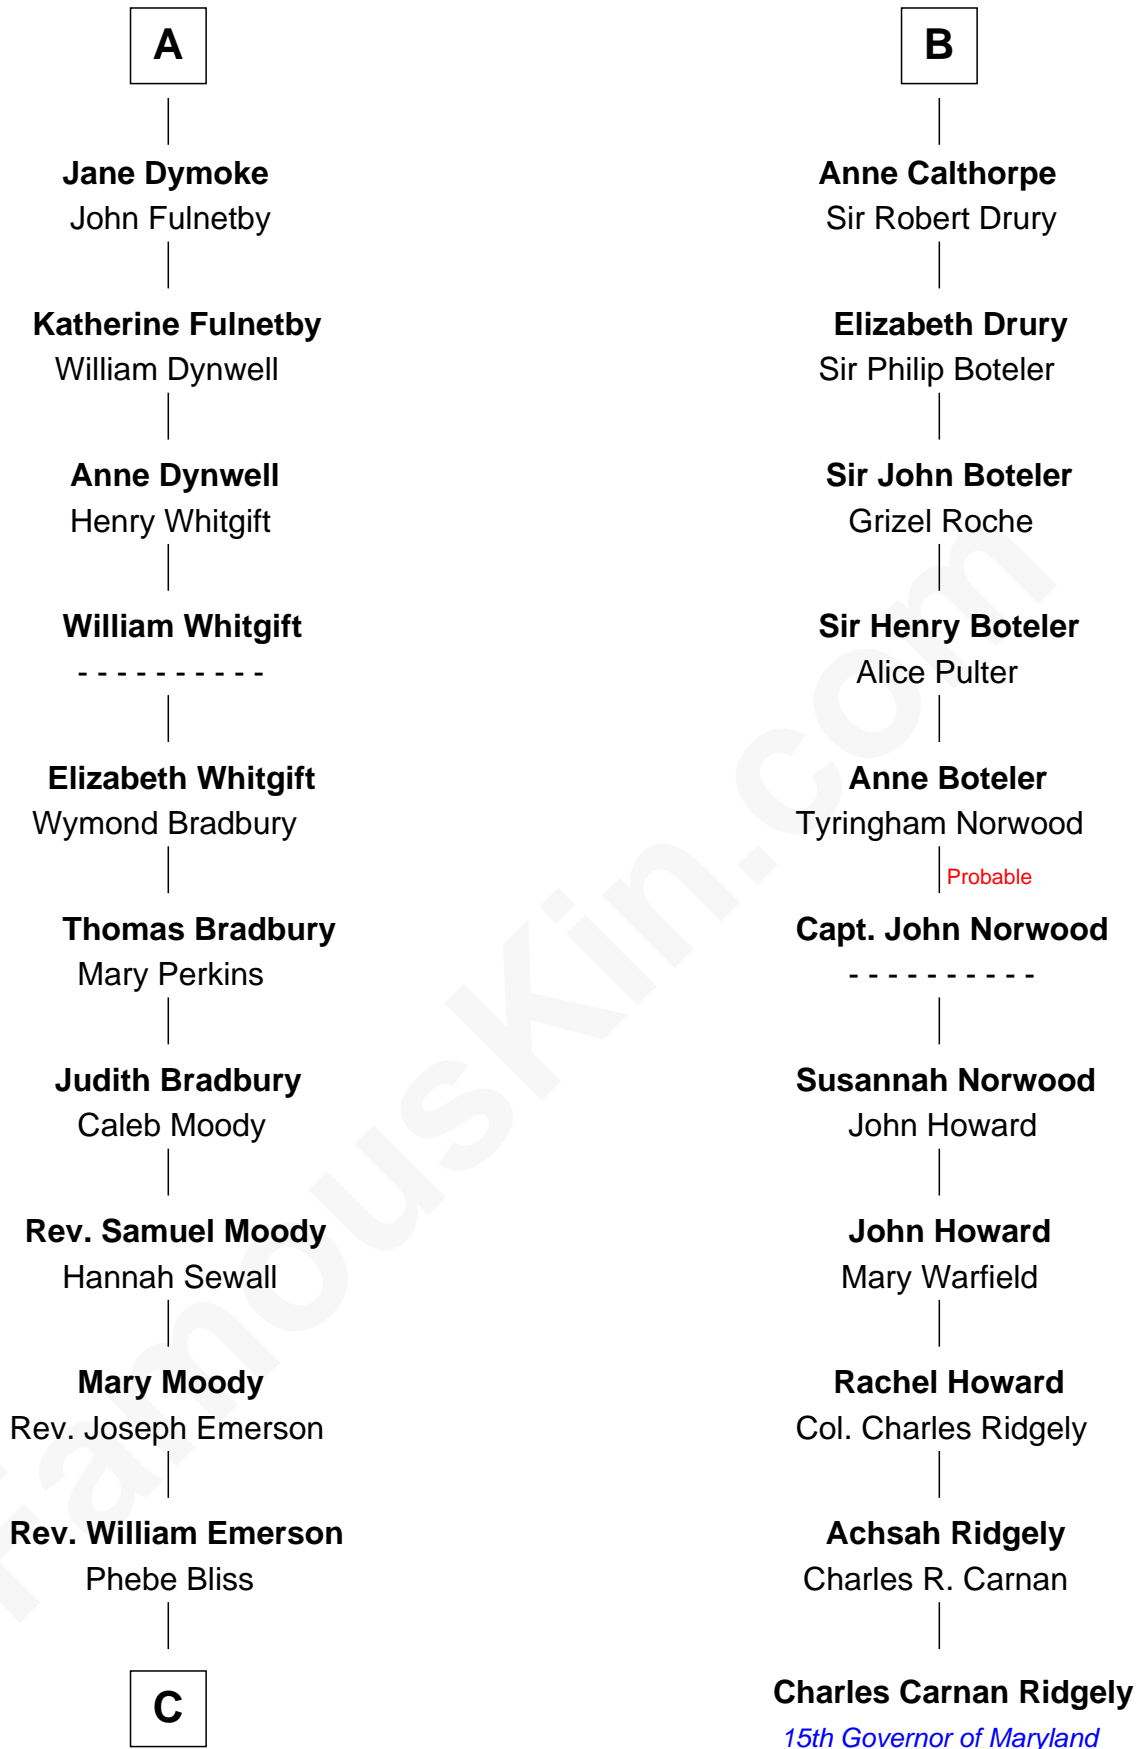 A
Jane Dymoke
John Fulnetby
Katherine Fulnetby
William Dynwell
Anne Dynwell
Henry Whitgift
William Whitgift
- - - - - - - - - -
Elizabeth Whitgift
Wymond Bradbury
Thomas Bradbury
Mary Perkins
Judith Bradbury
Caleb Moody
Rev. Samuel Moody
Hannah Sewall
Mary Moody
Rev. Joseph Emerson
Rev. William Emerson
Phebe Bliss
C
B
Anne Calthorpe
Sir Robert Drury
Elizabeth Drury
Sir Philip Boteler
Sir John Boteler
Grizel Roche
Sir Henry Boteler
Alice Pulter
Anne Boteler
Tyringham Norwood
Probable
Capt. John Norwood
- - - - - - - - - -
Susannah Norwood
John Howard
John Howard
Mary Warfield
Rachel Howard
Col. Charles Ridgely
Achsah Ridgely
Charles R. Carnan
Charles Carnan Ridgely
15th Governor of Maryland
FamousKin.com